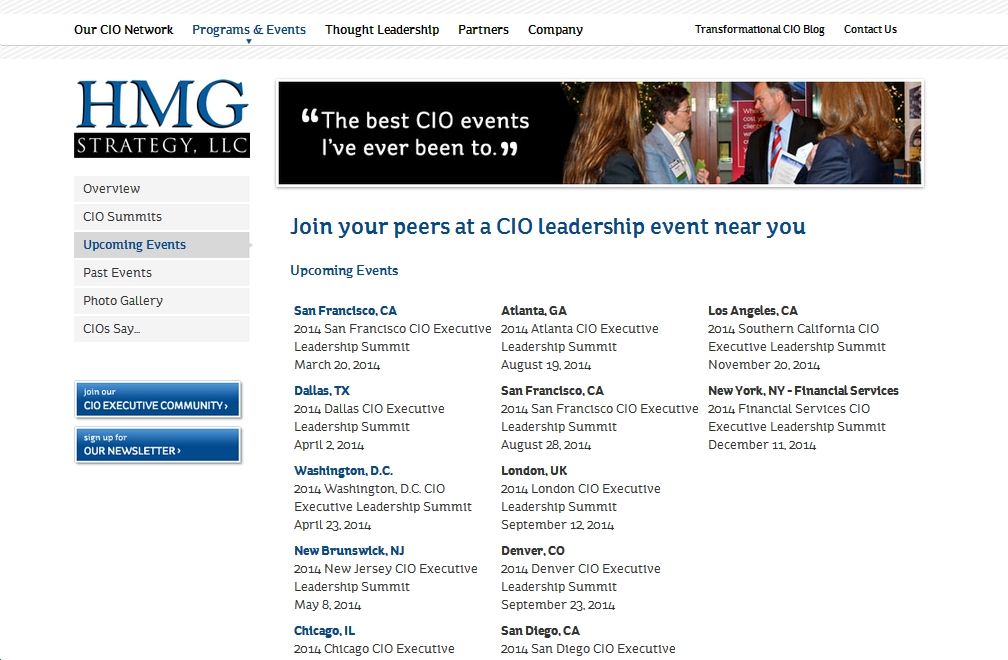 Our CIO Network Programs & Events Thought Leadership Partners Company Transformational CIO Blog Contact Us
HMG
STRATEGY, LLC
“The best CIO events
I've ever been to.”
Overview
CIO Summits
Upcoming Events
Past Events
Photo Gallery
CIOs Say...
join our
CIO EXECUTIVE COMMUNITY ›
sign up for
OUR NEWSLETTER ›
Join your peers at a CIO leadership event near you
Upcoming Events
San Francisco, CA
2014 San Francisco CIO Executive
Leadership Summit
March 20, 2014
Dallas, TX
2014 Dallas CIO Executive
Leadership Summit
April 2, 2014
Washington, D.C.
2014 Washington, D.C. CIO
Executive Leadership Summit
April 23, 2014
New Brunswick, NJ
2014 New Jersey CIO Executive
Leadership Summit
May 8, 2014
Chicago, IL
2014 Chicago CIO Executive
Atlanta, GA
2014 Atlanta CIO Executive
Leadership Summit
August 19, 2014
San Francisco, CA
2014 San Francisco CIO Executive
Leadership Summit
August 28, 2014
London, UK
2014 London CIO Executive
Leadership Summit
September 12, 2014
Denver, CO
2014 Denver CIO Executive
Leadership Summit
September 23, 2014
San Diego, CA
2014 San Diego CIO Executive
Los Angeles, CA
2014 Southern California CIO
Executive Leadership Summit
November 20, 2014
New York, NY - Financial Services
2014 Financial Services CIO
Executive Leadership Summit
December 11, 2014